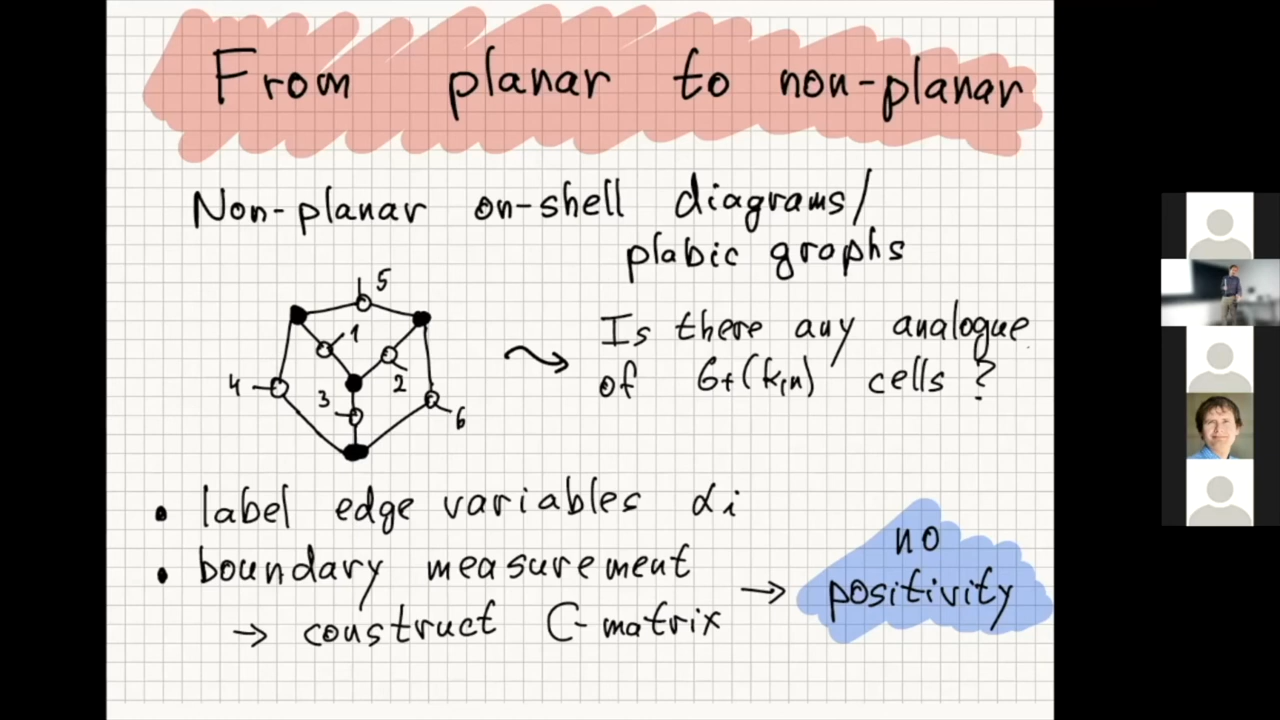 From planar to non-planar
Non-planar on-shell diagrams/
plabic graphs
5
1
4
3
2
6
Is there any analogue
of G+(k,n) cells?
• label edge variables αi
• boundary measurement
→ construct C-matrix
→ no
positivity